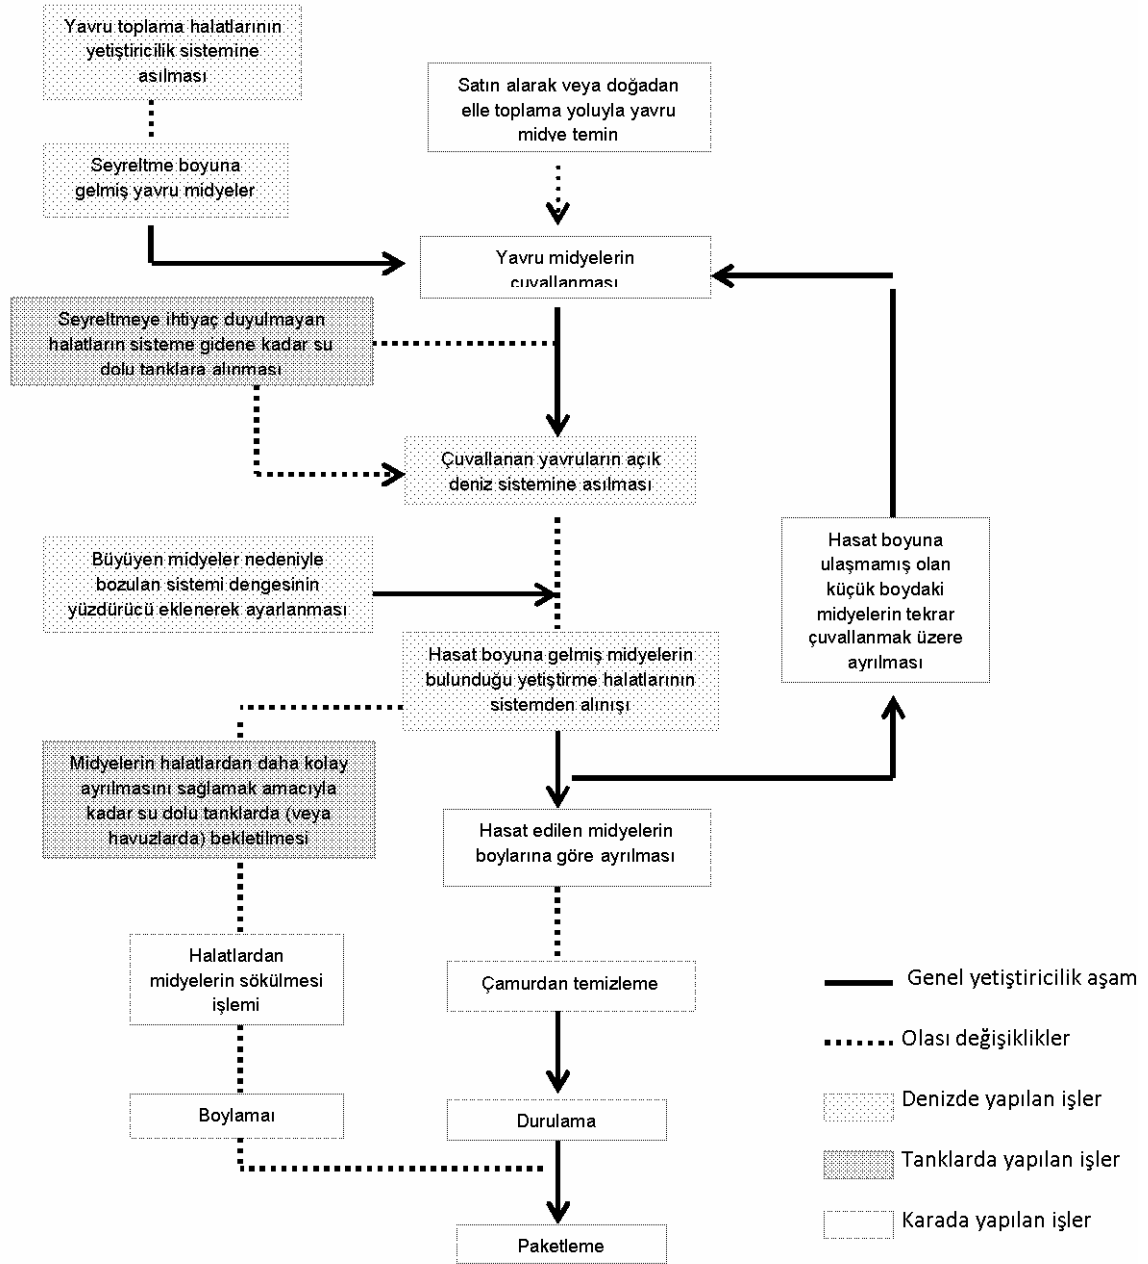 Yavru toplama halatlarının
yetiştiricilik sistemine
asılması
Satın alarak veya doğadan
elle toplama yoluyla yavru
midye temin
Seyreltme boyuna
gelmiş yavru midyeler
Yavru midyelerin
çuvallanması
Seyreltmeye ihtiyaç duyulmayan
halatların sisteme gidene kadar su
dolu tanklara alınması
Çuvallanan yavruların açık
deniz sistemine asılması
Büyüyen midyeler nedeniyle
bozulan sistemi dengesinin
yüzdürücü eklenerek ayarlanması
Hasat boyuna
ulaşmamış olan
küçük boydaki
midyelerin tekrar
çuvallanmak üzere
ayrılması
Hasat boyuna gelmiş midyelerin
bulunduğu yetiştirme halatlarının
sistemden alınışı
Midyelerin halatlardan daha kolay
ayrılmasını sağlamak amacıyla
kadar su dolu tanklarda (veya
havuzlarda) bekletilmesi
Hasat edilen midyelerin
boylarına göre ayrılması
Halatlardan
midyelerin sökülmesi
işlemi
Çamurdan temizleme
Boylamaı
Durulama
Paketleme
Genel yetiştiricilik aşam
Olası değişiklikler
Denizde yapılan işler
Tanklarda yapılan işler
Karada yapılan işler